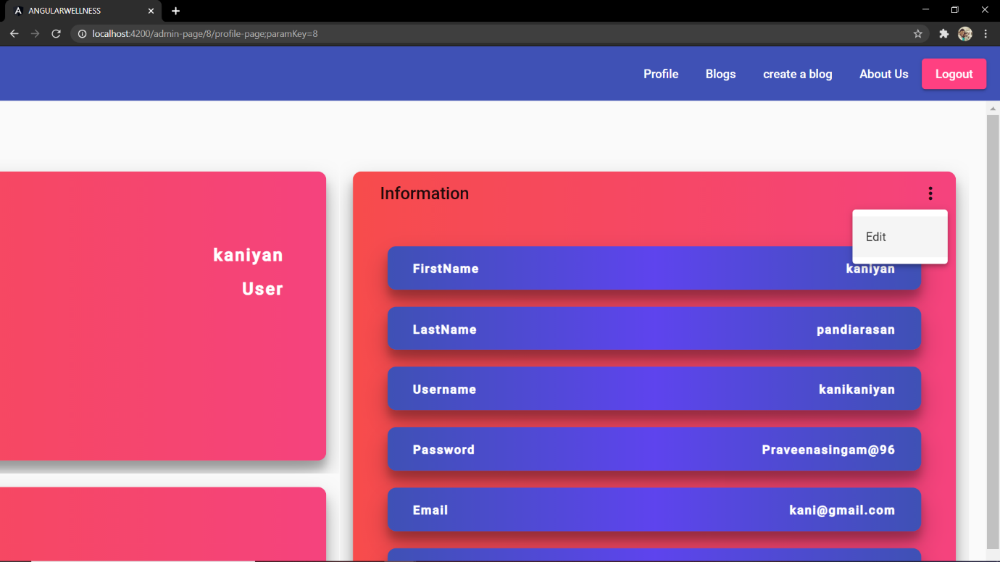 ANGULARWELLNESS
localhost:4200/admin-page/8/profile-page;paramKey=8
Profile Blogs create a blog About Us Logout
kaniyan
User
Information
Edit
FirstName kaniyan
LastName pandiarasan
Username kanikaniyan
Password Praveenasingam@96
Email kani@gmail.com